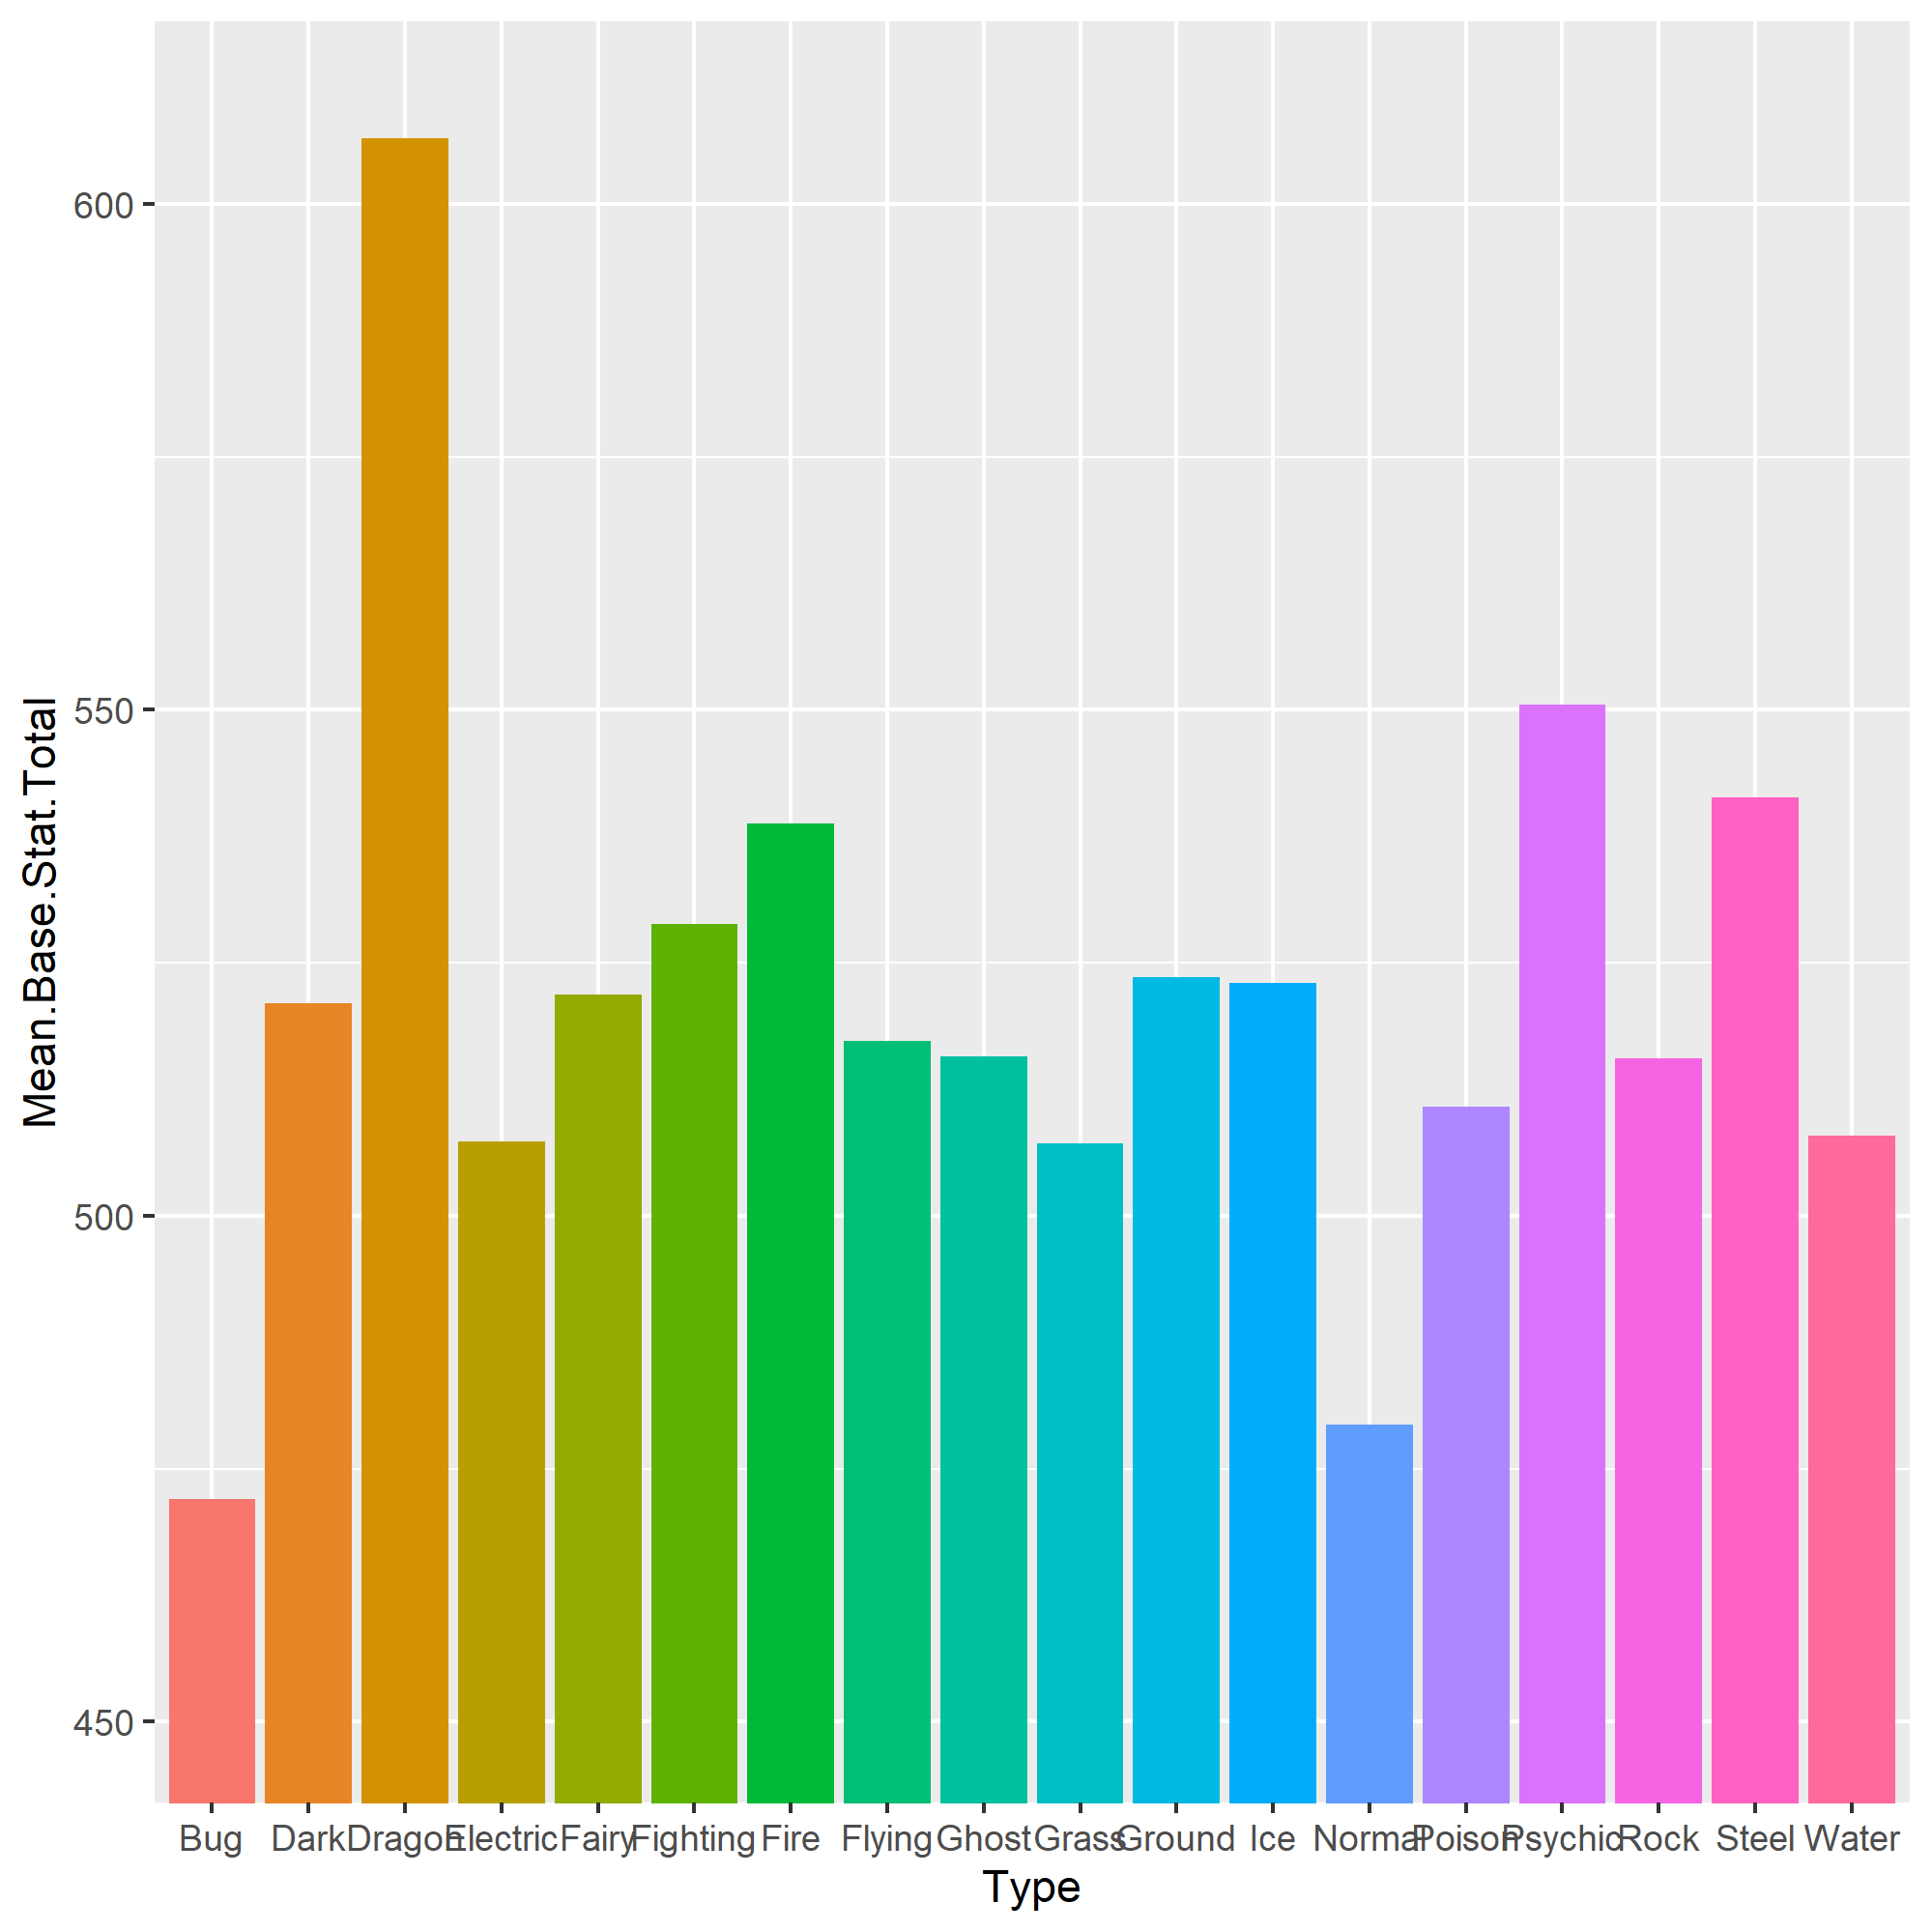 Mean.Base.Stat.Total
600
550
500
450
Bug Dark Dragon Electric Fairy Fighting Fire Flying Ghost Grass Ground Ice Normal Poison Psychic Rock Steel Water
Type